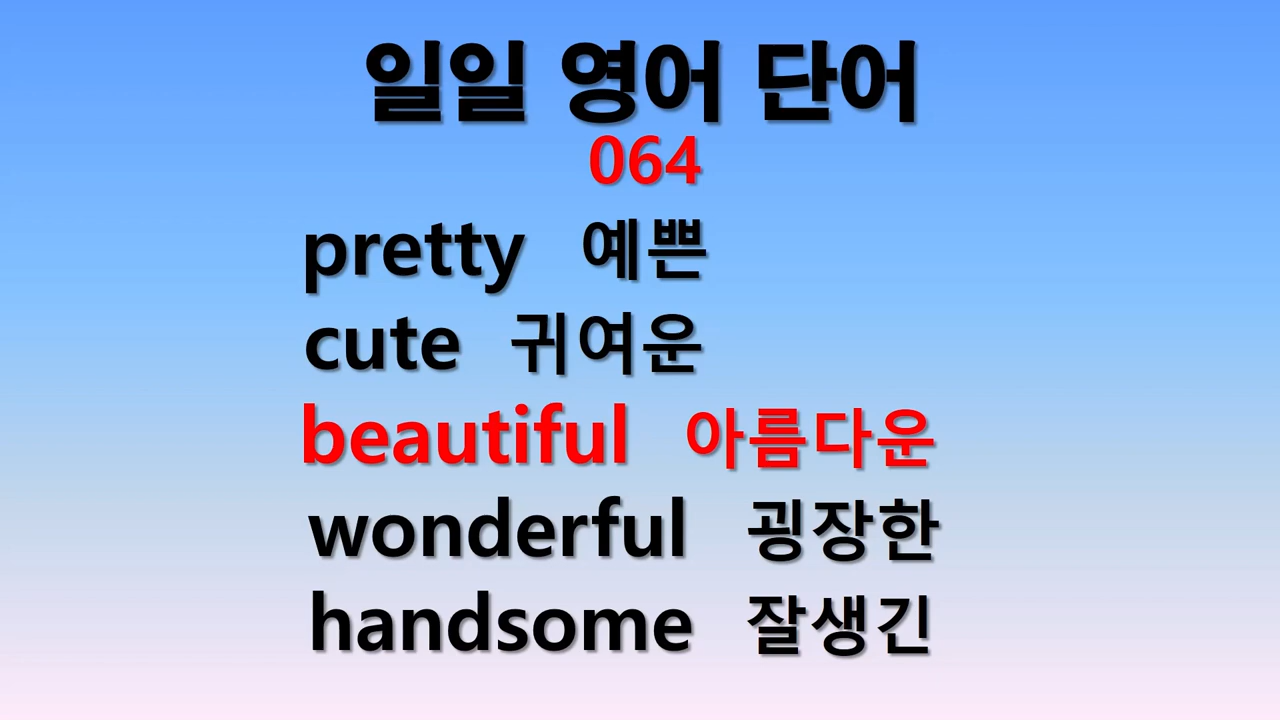 일일 영어 단어
064
pretty 예쁜
cute 귀여운
beautiful 아름다운
wonderful 굉장한
handsome 잘생긴